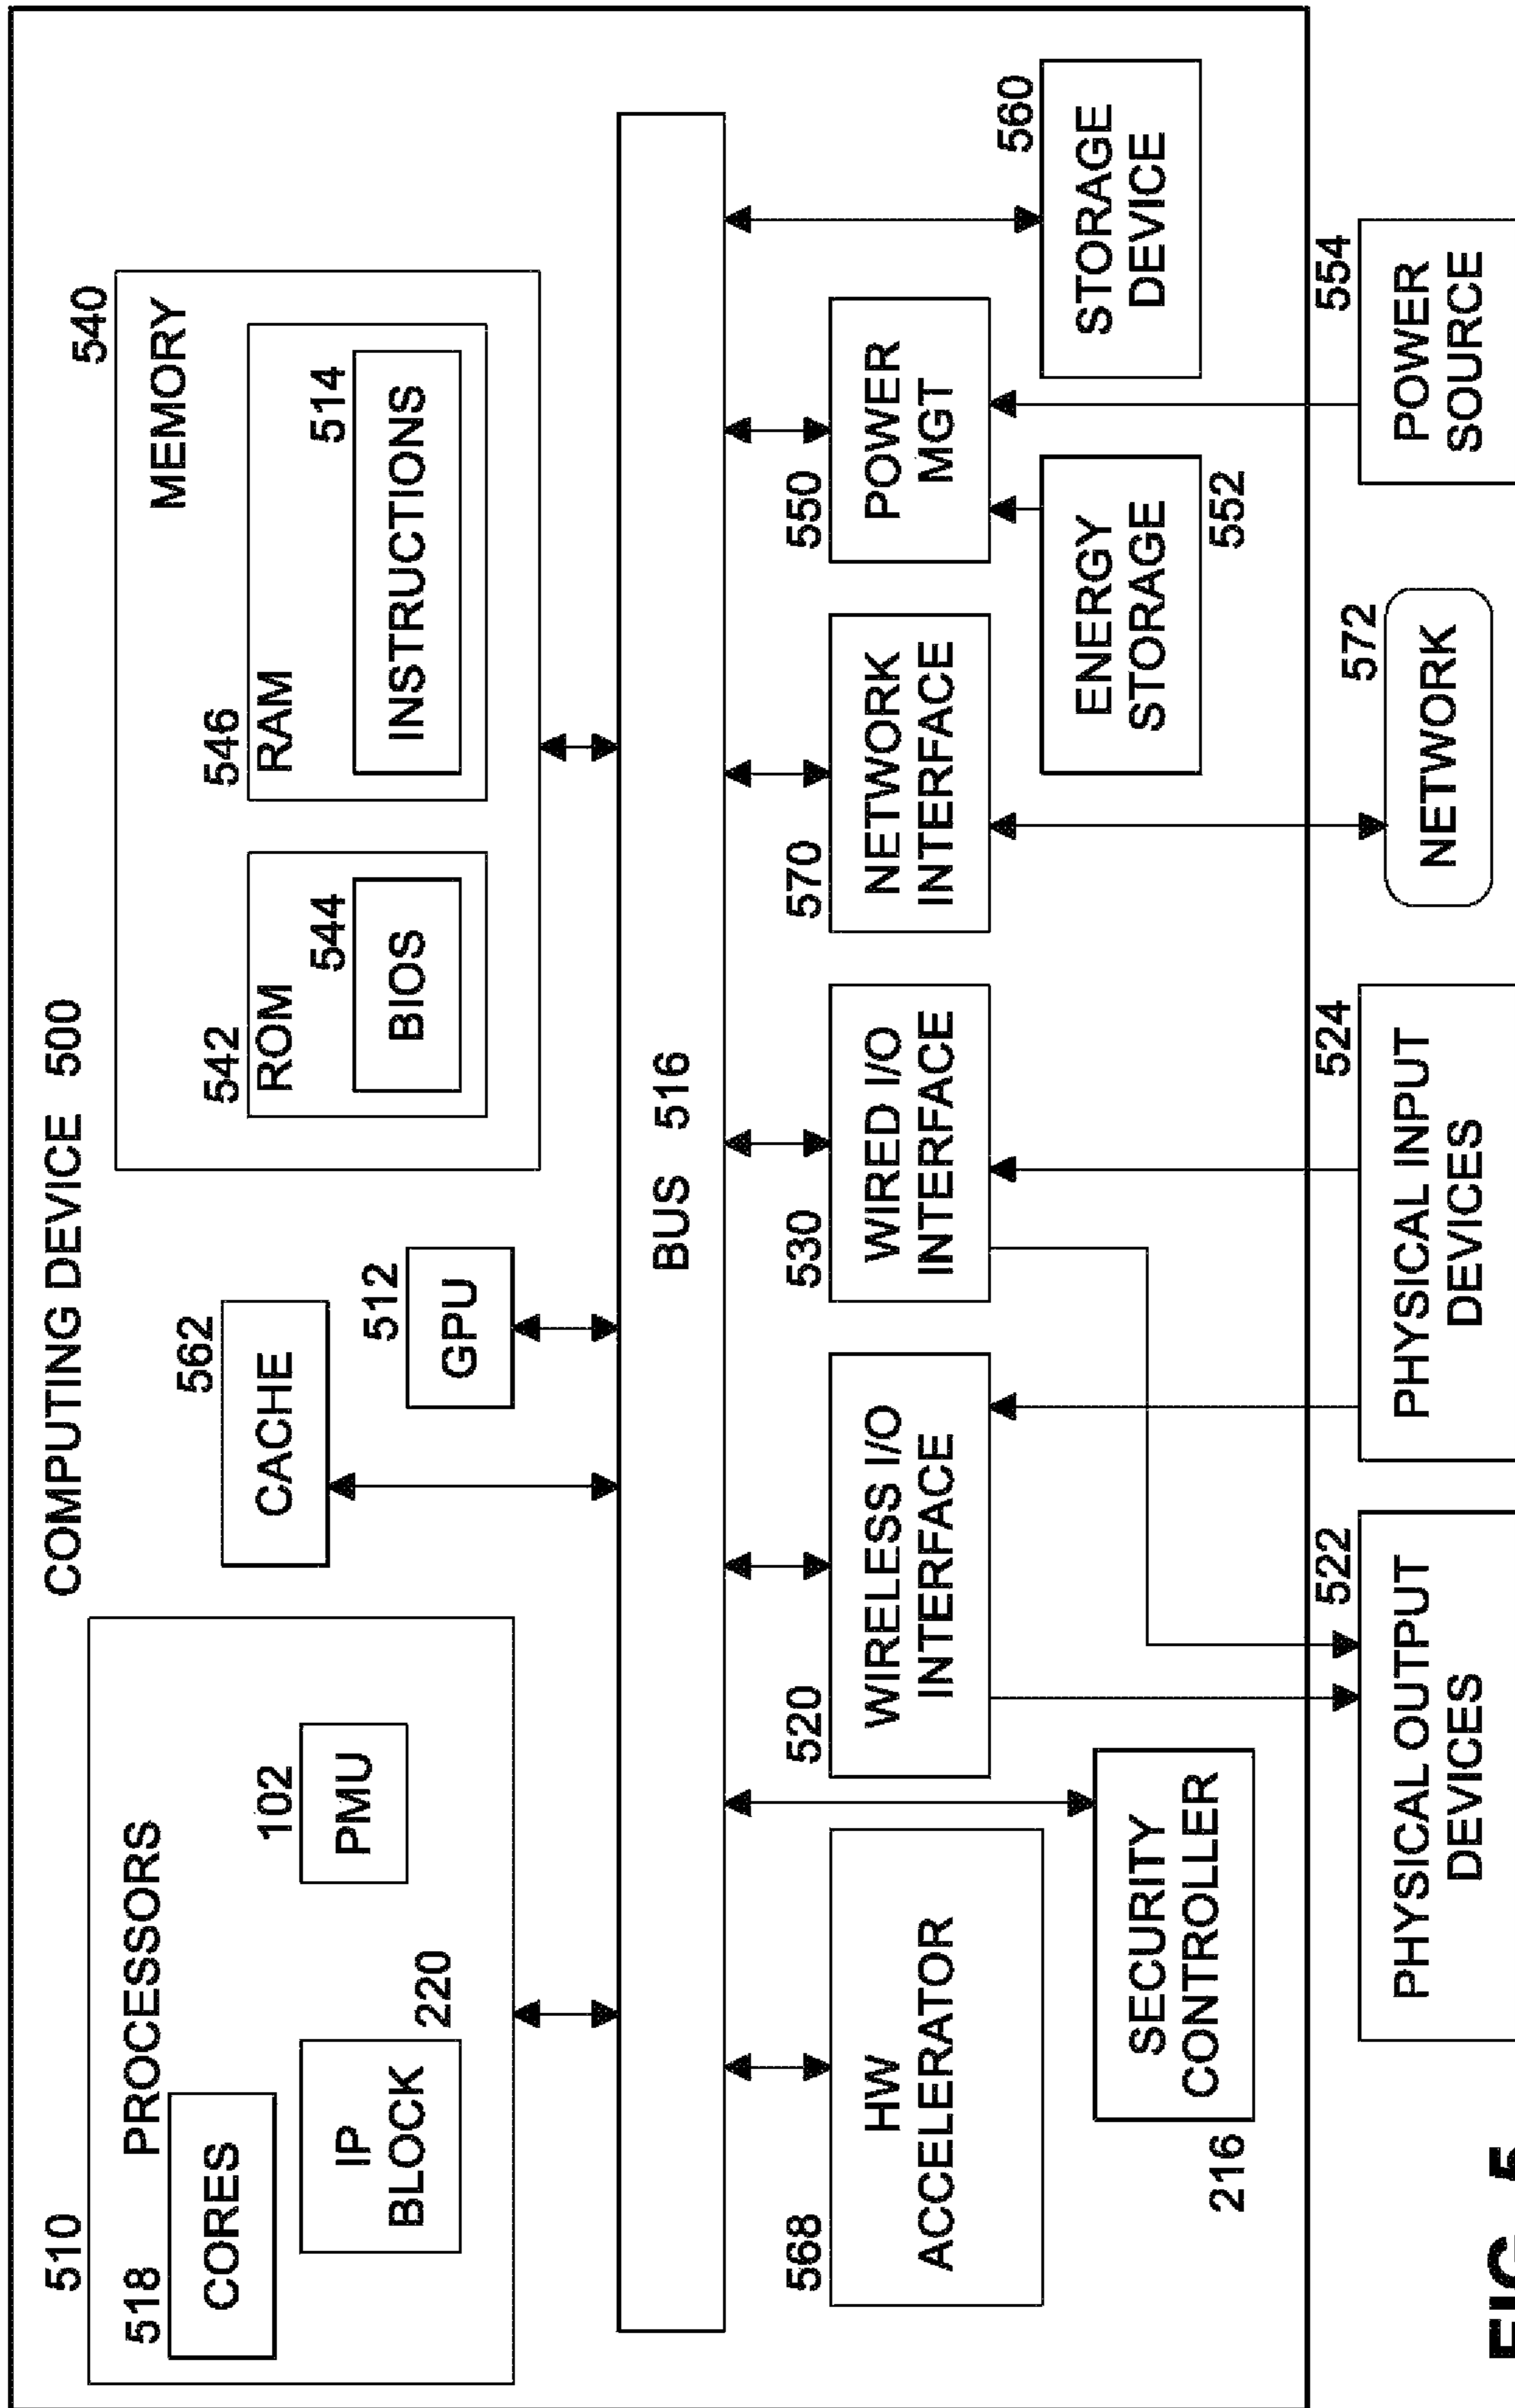 COMPUTING DEVICE 500
510
PROCESSORS
518
CORES
IP
BLOCK
220
102
PMU
562
CACHE
512
GPU
540
MEMORY
542
ROM
544
BIOS
546
RAM
514
INSTRUCTIONS
BUS 516
568
HW
ACCELERATOR
216
SECURITY
CONTROLLER
520
WIRELESS I/O
INTERFACE
530
WIRED I/O
INTERFACE
570
NETWORK
INTERFACE
550
POWER
MGT
ENERGY
STORAGE
552
560
STORAGE
DEVICE
522
PHYSICAL OUTPUT
DEVICES
524
PHYSICAL INPUT
DEVICES
572
NETWORK
554
POWER
SOURCE
FIG. 5